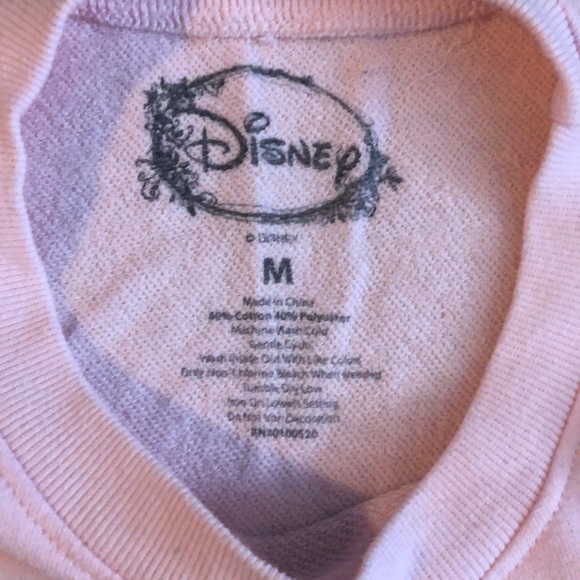 Disney
© DISNEY
M
Made in China
60% Cotton 40% Polyester
Machine Wash Cold
Gentle Cycle
Wash Inside Out With Like Colors
Only Non-Chlorine Bleach When Needed
Tumble Dry Low
Iron On Lowest Setting
Do Not Iron Decoration
RN#0100520